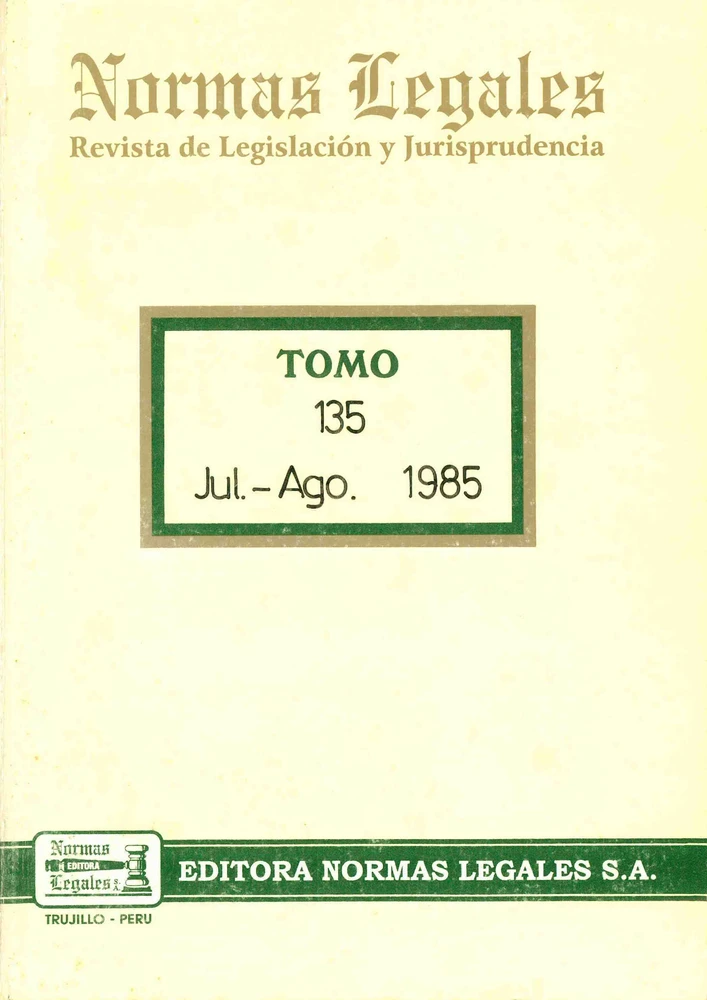 Normas Legales
Revista de Legislación y Jurisprudencia
TOMO
135
Jul.-Ago. 1985
Normas
EDITORA
Legales S.A.
EDITORA NORMAS LEGALES S.A.
TRUJILLO - PERU